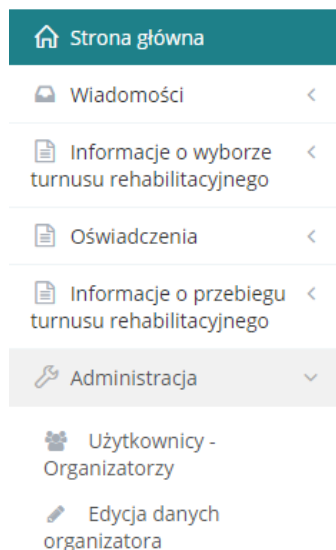 Strona główna
Wiadomości
Informacje o wyborze
turnusu rehabilitacyjnego
Oświadczenia
Informacje o przebiegu
turnusu rehabilitacyjnego
Administracja
Użytkownicy -
Organizatorzy
Edycja danych
organizatora